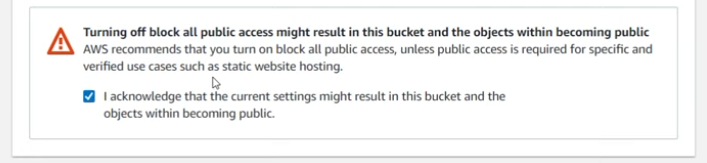 Turning off block all public access might result in this bucket and the objects within becoming public
AWS recommends that you turn on block all public access, unless public access is required for specific and
verified use cases such as static website hosting.
I acknowledge that the current settings might result in this bucket and the
objects within becoming public.